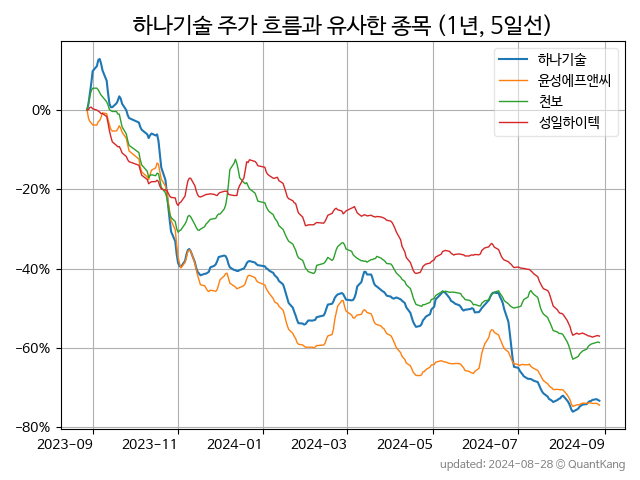 하나기술 주가 흐름과 유사한 종목 (1년, 5일선)
하나기술
윤성에프앤씨
천보
성일하이텍
0%
−20%
−40%
−60%
−80%
2023-09
2023-11
2024-01
2024-03
2024-05
2024-07
2024-09
updated: 2024-08-28 © QuantKang